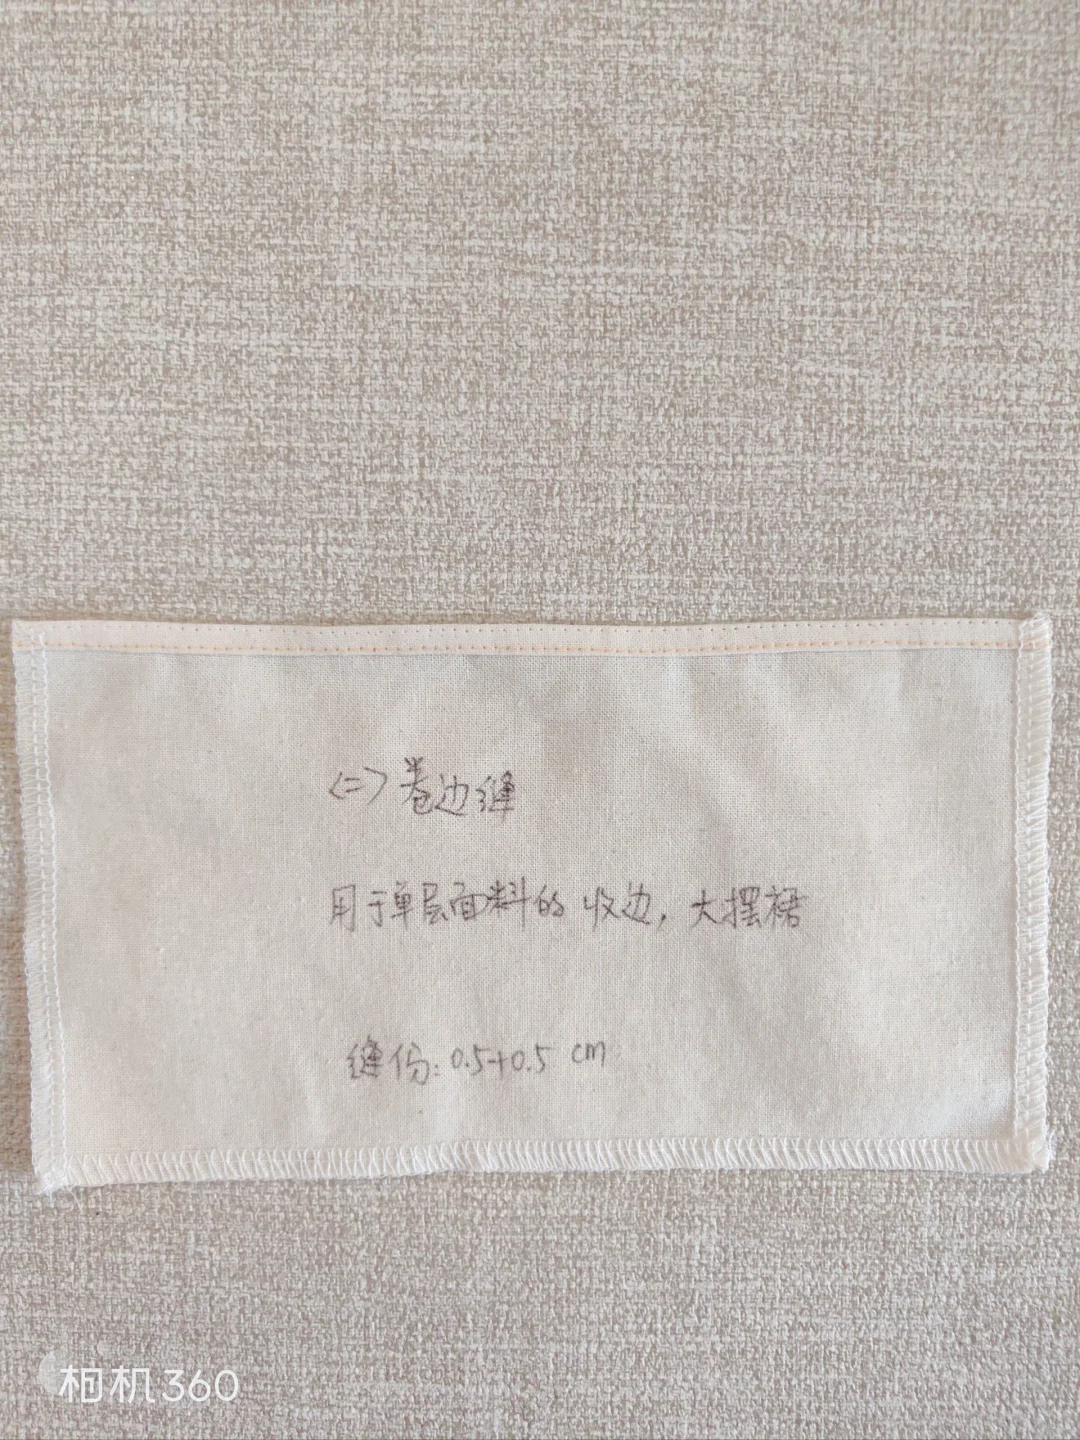 (二)卷边缝
用于单层面料的收边，大摆裙
缝份：0.5+0.5 cm
相机360